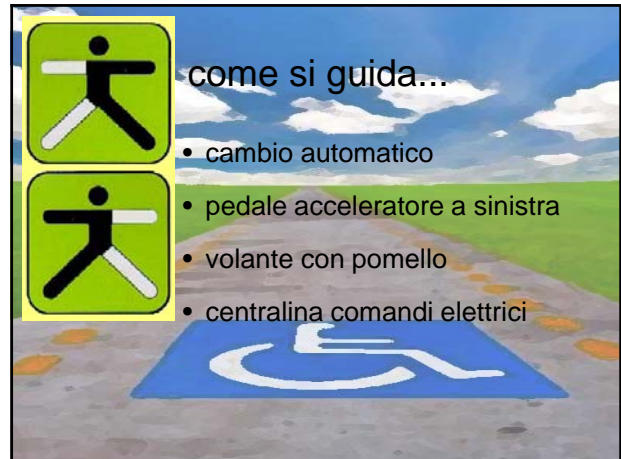 come si guida...
• cambio automatico
• pedale acceleratore a sinistra
• volante con pomello
• centralina comandi elettrici